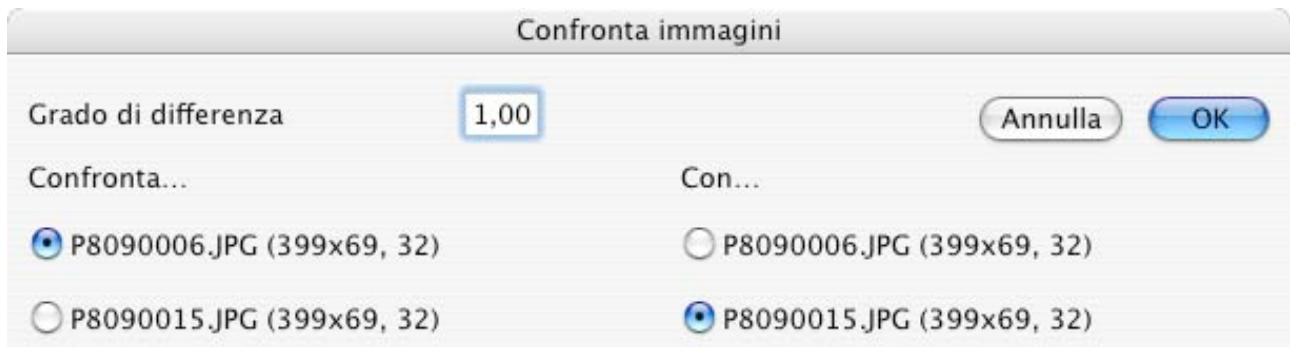 Confronta immagini
Grado di differenza 1,00 Annulla OK
Confronta... Con...
P8090006.JPG (399x69, 32) P8090006.JPG (399x69, 32)
P8090015.JPG (399x69, 32) P8090015.JPG (399x69, 32)